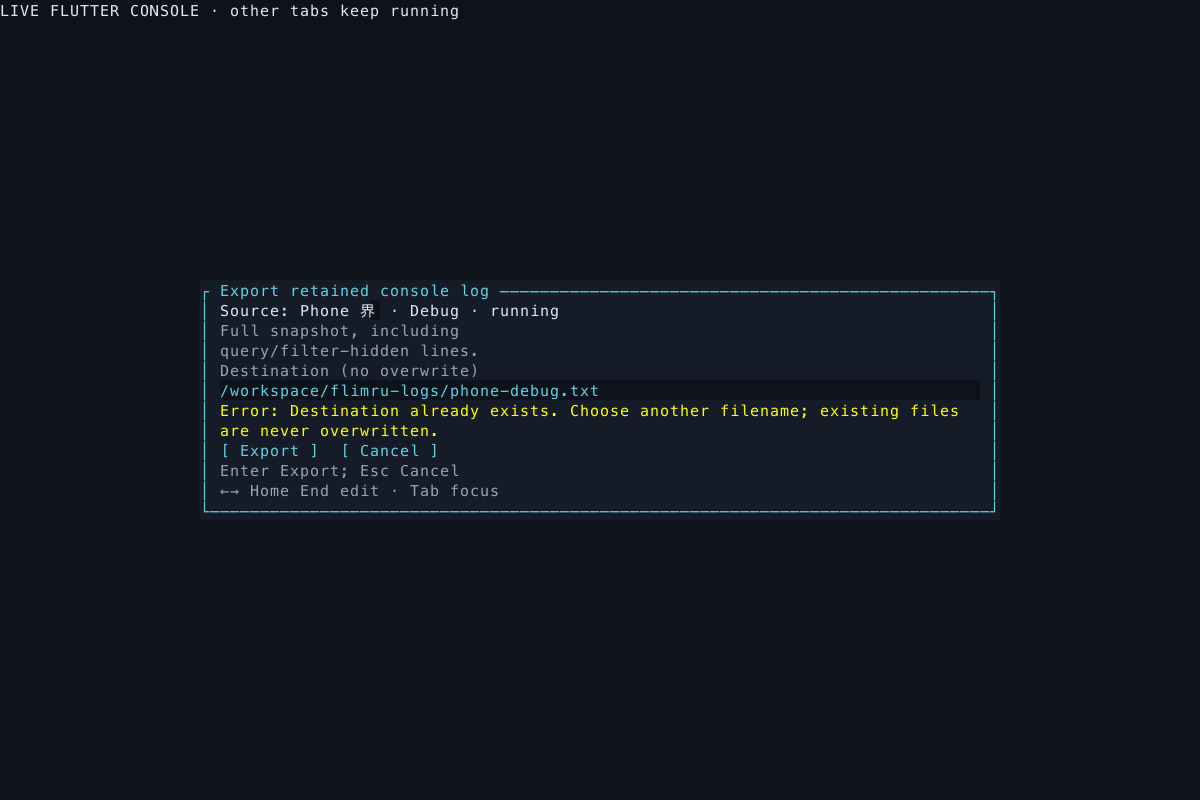 LIVE FLUTTER CONSOLE · other tabs keep running
Export retained console log
Source: Phone 界 · Debug · running
Full snapshot, including
query/filter-hidden lines.
Destination (no overwrite)
/workspace/flimru-logs/phone-debug.txt
Error: Destination already exists. Choose another filename; existing files
are never overwritten.
[ Export ]  [ Cancel ]
Enter Export; Esc Cancel
←→ Home End edit · Tab focus